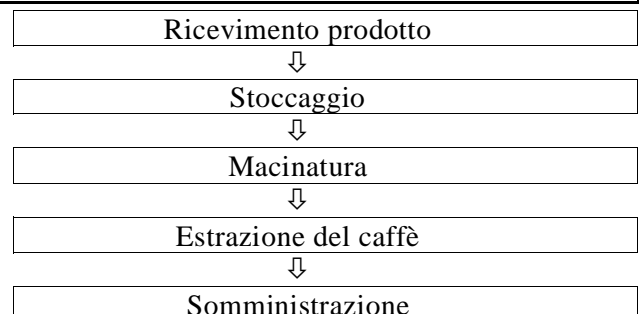 Ricevimento prodotto
⇩
Stoccaggio
⇩
Macinatura
⇩
Estrazione del caffè
⇩
Somministrazione